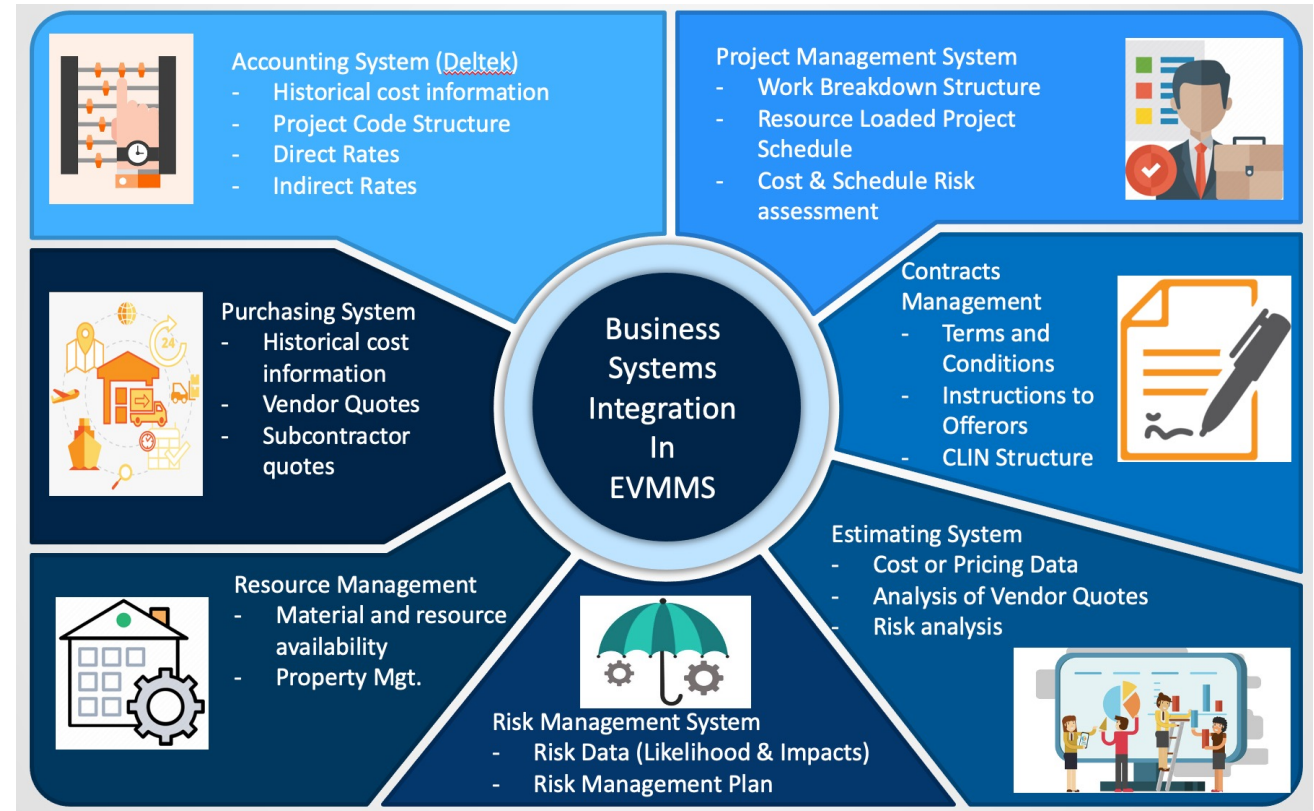 Accounting System (Deltek)
- Historical cost information
- Project Code Structure
- Direct Rates
- Indirect Rates
Project Management System
- Work Breakdown Structure
- Resource Loaded Project
Schedule
- Cost & Schedule Risk
assessment
Purchasing System
- Historical cost
information
- Vendor Quotes
- Subcontractor
quotes
24
Business
Systems
Integration
In
EVMMS
Contracts
Management
- Terms and
Conditions
- Instructions to
Offerors
- CLIN Structure
Resource Management
- Material and resource
availability
- Property Mgt.
Risk Management System
- Risk Data (Likelihood & Impacts)
- Risk Management Plan
Estimating System
- Cost or Pricing Data
- Analysis of Vendor Quotes
- Risk analysis